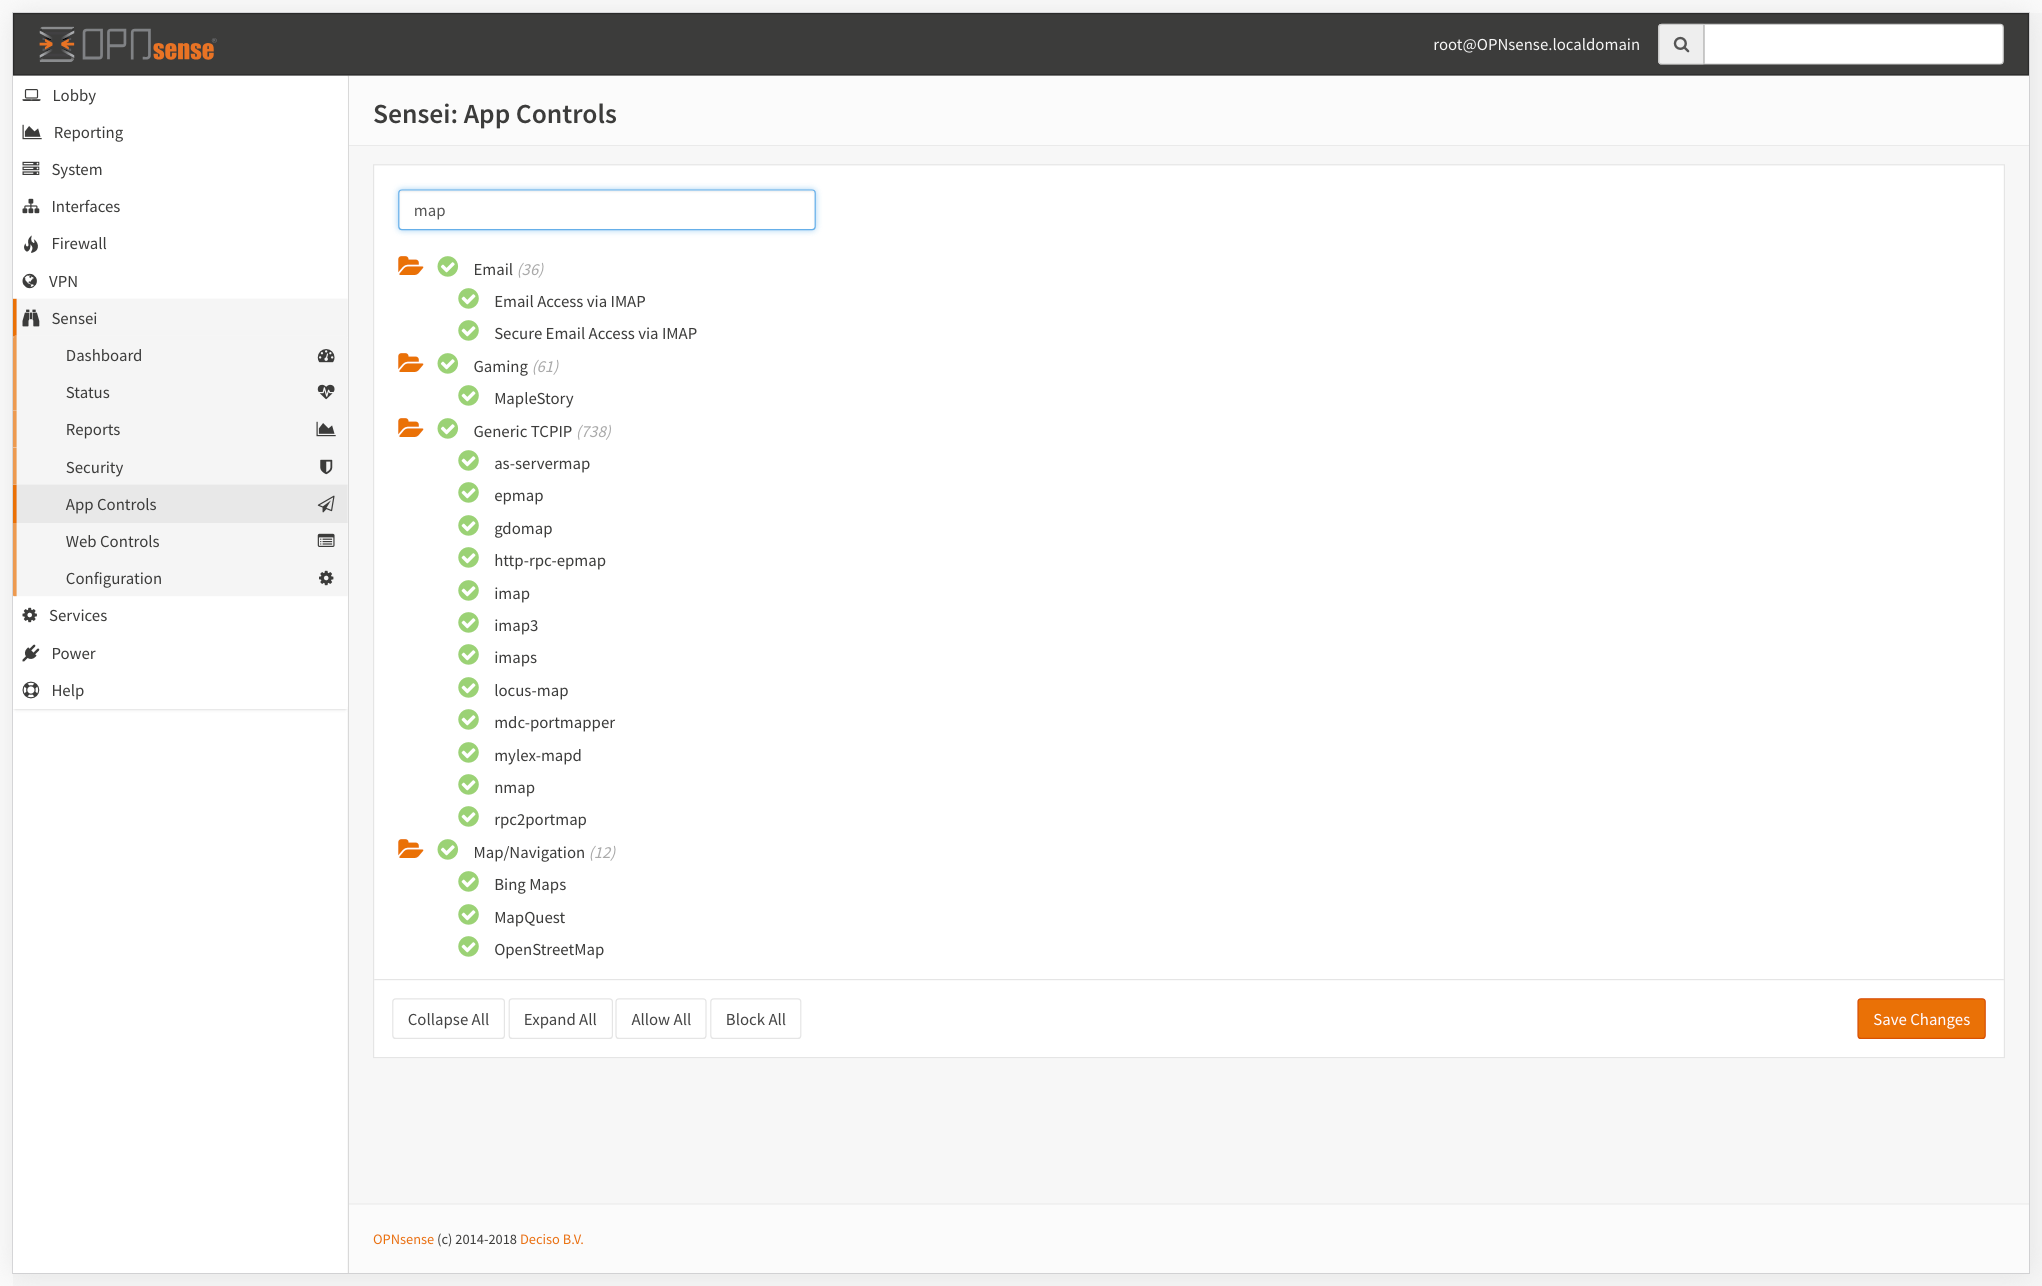 OPNsense
root@OPNsense.localdomain
Lobby
Reporting
System
Interfaces
Firewall
VPN
Sensei
Dashboard
Status
Reports
Security
App Controls
Web Controls
Configuration
Services
Power
Help
Sensei: App Controls
map
Email (36)
Email Access via IMAP
Secure Email Access via IMAP
Gaming (61)
MapleStory
Generic TCPIP (738)
as-servermap
epmap
gdomap
http-rpc-epmap
imap
imap3
imaps
locus-map
mdc-portmapper
mylex-mapd
nmap
rpc2portmap
Map/Navigation (12)
Bing Maps
MapQuest
OpenStreetMap
Collapse All Expand All Allow All Block All Save Changes
OPNsense (c) 2014-2018 Deciso B.V.